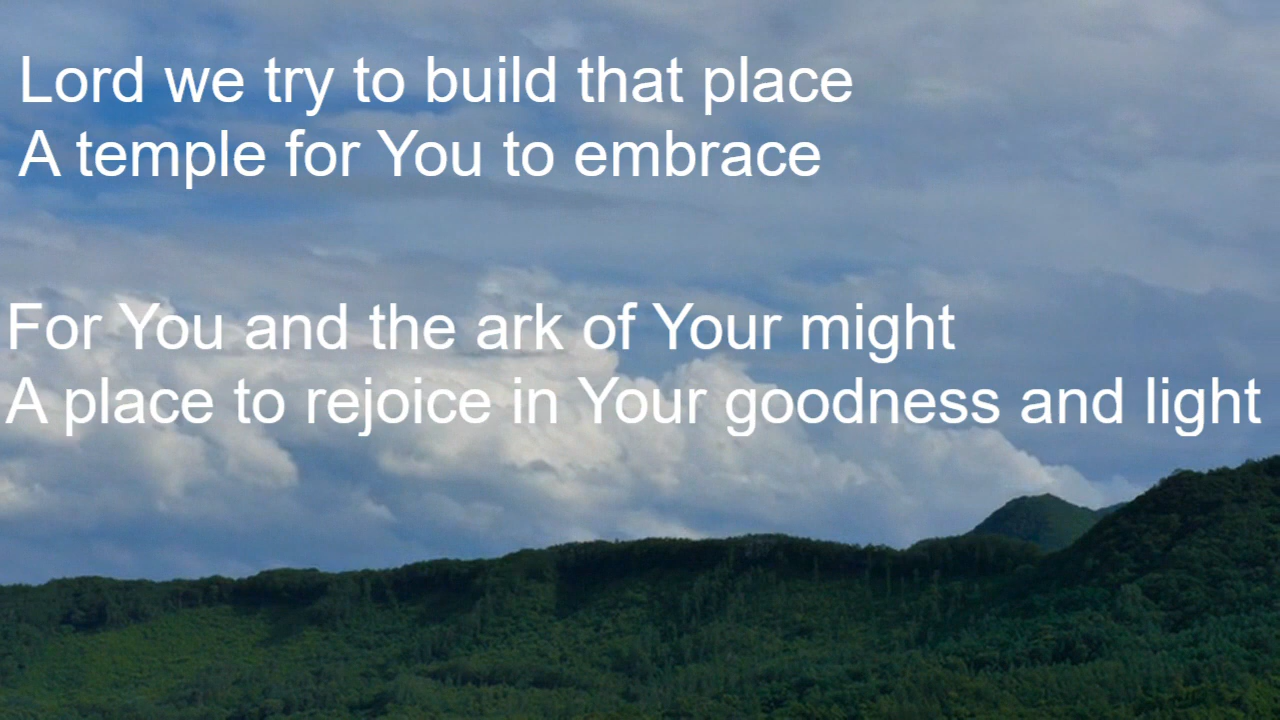 Lord we try to build that place
A temple for You to embrace
For You and the ark of Your might
A place to rejoice in Your goodness and light